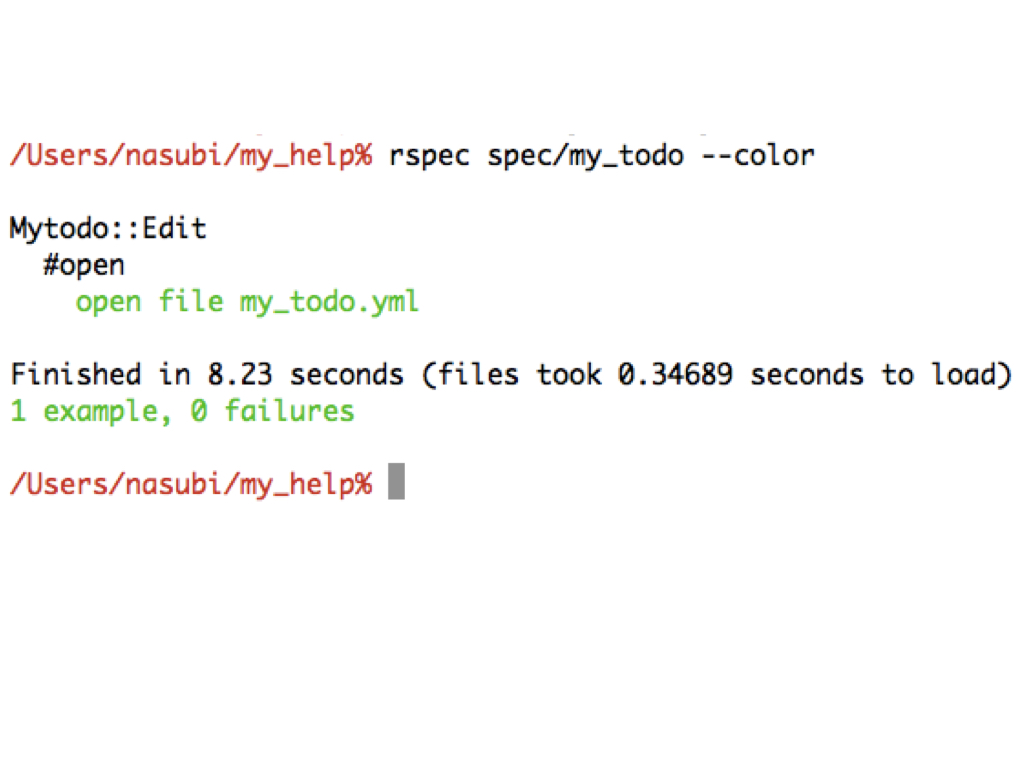 /Users/nasubi/my_help% rspec spec/my_todo --color
Mytodo::Edit
#open
open file my_todo.yml
Finished in 8.23 seconds (files took 0.34689 seconds to load)
1 example, 0 failures
/Users/nasubi/my_help%